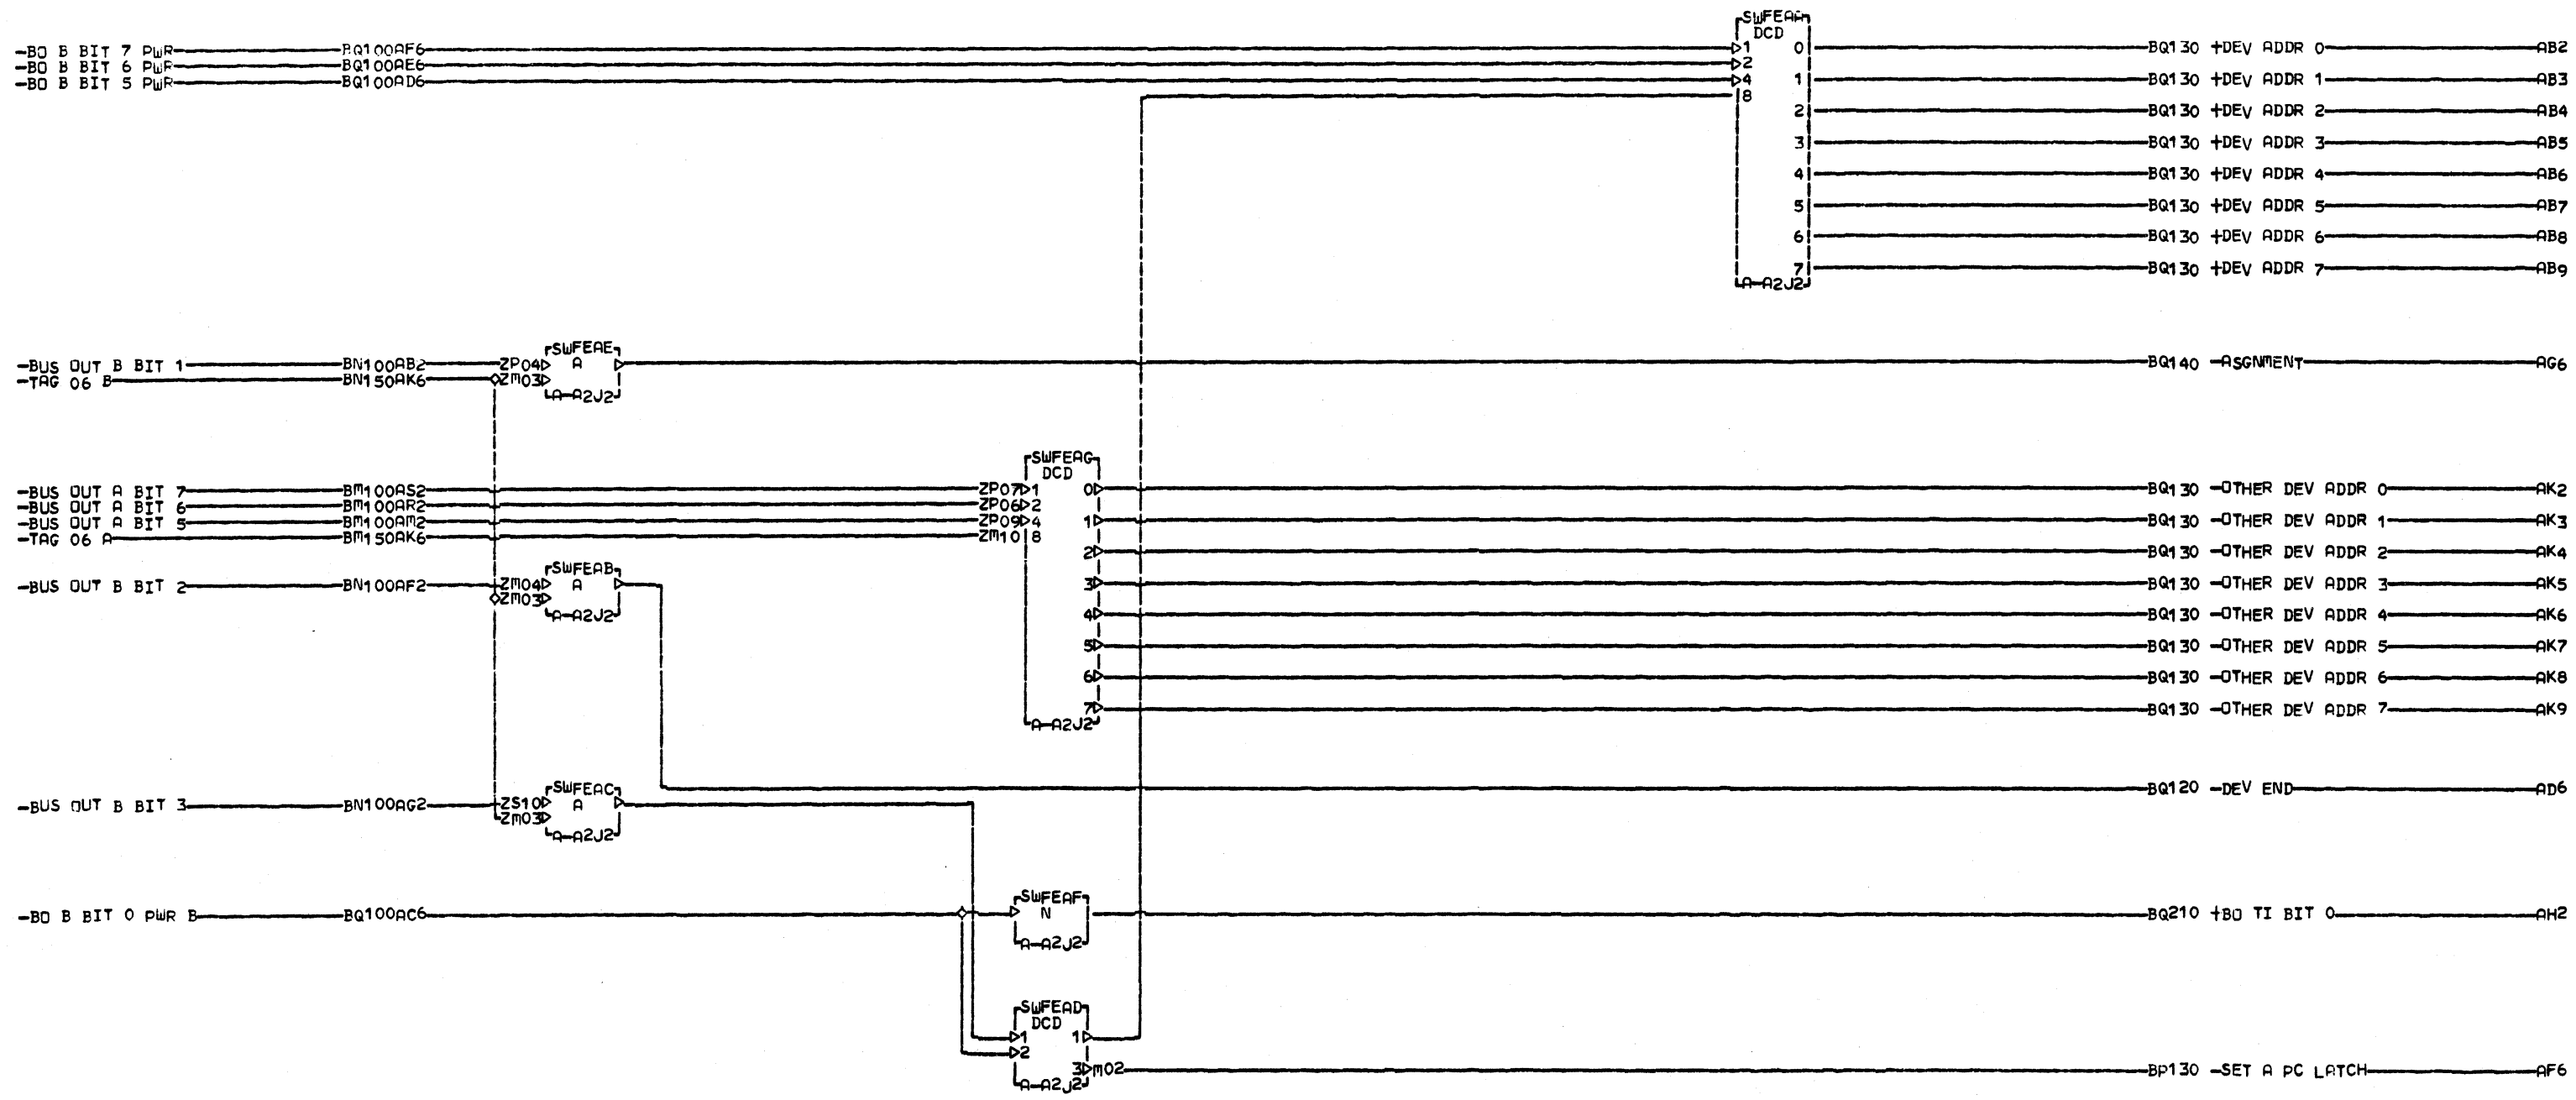 SWFEAA
DCD
-BO B BIT 7 PWR BQ100AF6 1 0 BQ130 +DEV ADDR 0 AB2
-BO B BIT 6 PWR BQ100AE6 2
-BO B BIT 5 PWR BQ100AD6 4 1 BQ130 +DEV ADDR 1 AB3
8
2 BQ130 +DEV ADDR 2 AB4
3 BQ130 +DEV ADDR 3 AB5
4 BQ130 +DEV ADDR 4 AB6
5 BQ130 +DEV ADDR 5 AB7
6 BQ130 +DEV ADDR 6 AB8
7 BQ130 +DEV ADDR 7 AB9
A-A2J2
SWFEAE
-BUS OUT B BIT 1 BN100AB2 ZP04 A BQ140 -ASGNMENT AG6
-TAG 06 B BN150AK6 ZM03
A-A2J2
SWFEAG
DCD
-BUS OUT A BIT 7 BM100AS2 ZP07 1 0 BQ130 -OTHER DEV ADDR 0 AK2
-BUS OUT A BIT 6 BM100AR2 ZP06 2
-BUS OUT A BIT 5 BM100AM2 ZP09 4 1 BQ130 -OTHER DEV ADDR 1 AK3
-TAG 06 A BM150AK6 ZM10 8
2 BQ130 -OTHER DEV ADDR 2 AK4
SWFEAB
-BUS OUT B BIT 2 BN100AF2 ZM04 A 3 BQ130 -OTHER DEV ADDR 3 AK5
ZM03
A-A2J2 4 BQ130 -OTHER DEV ADDR 4 AK6
5 BQ130 -OTHER DEV ADDR 5 AK7
6 BQ130 -OTHER DEV ADDR 6 AK8
7 BQ130 -OTHER DEV ADDR 7 AK9
A-A2J2
SWFEAC BQ120 -DEV END AD6
-BUS OUT B BIT 3 BN100AG2 ZS10 A
ZM03
A-A2J2
SWFEAF
-BO B BIT 0 PWR B BQ100AC6 N BQ210 +BO TI BIT 0 AH2
A-A2J2
SWFEAD
DCD
1 1
2
3 M02 BP130 -SET A PC LATCH AF6
A-A2J2